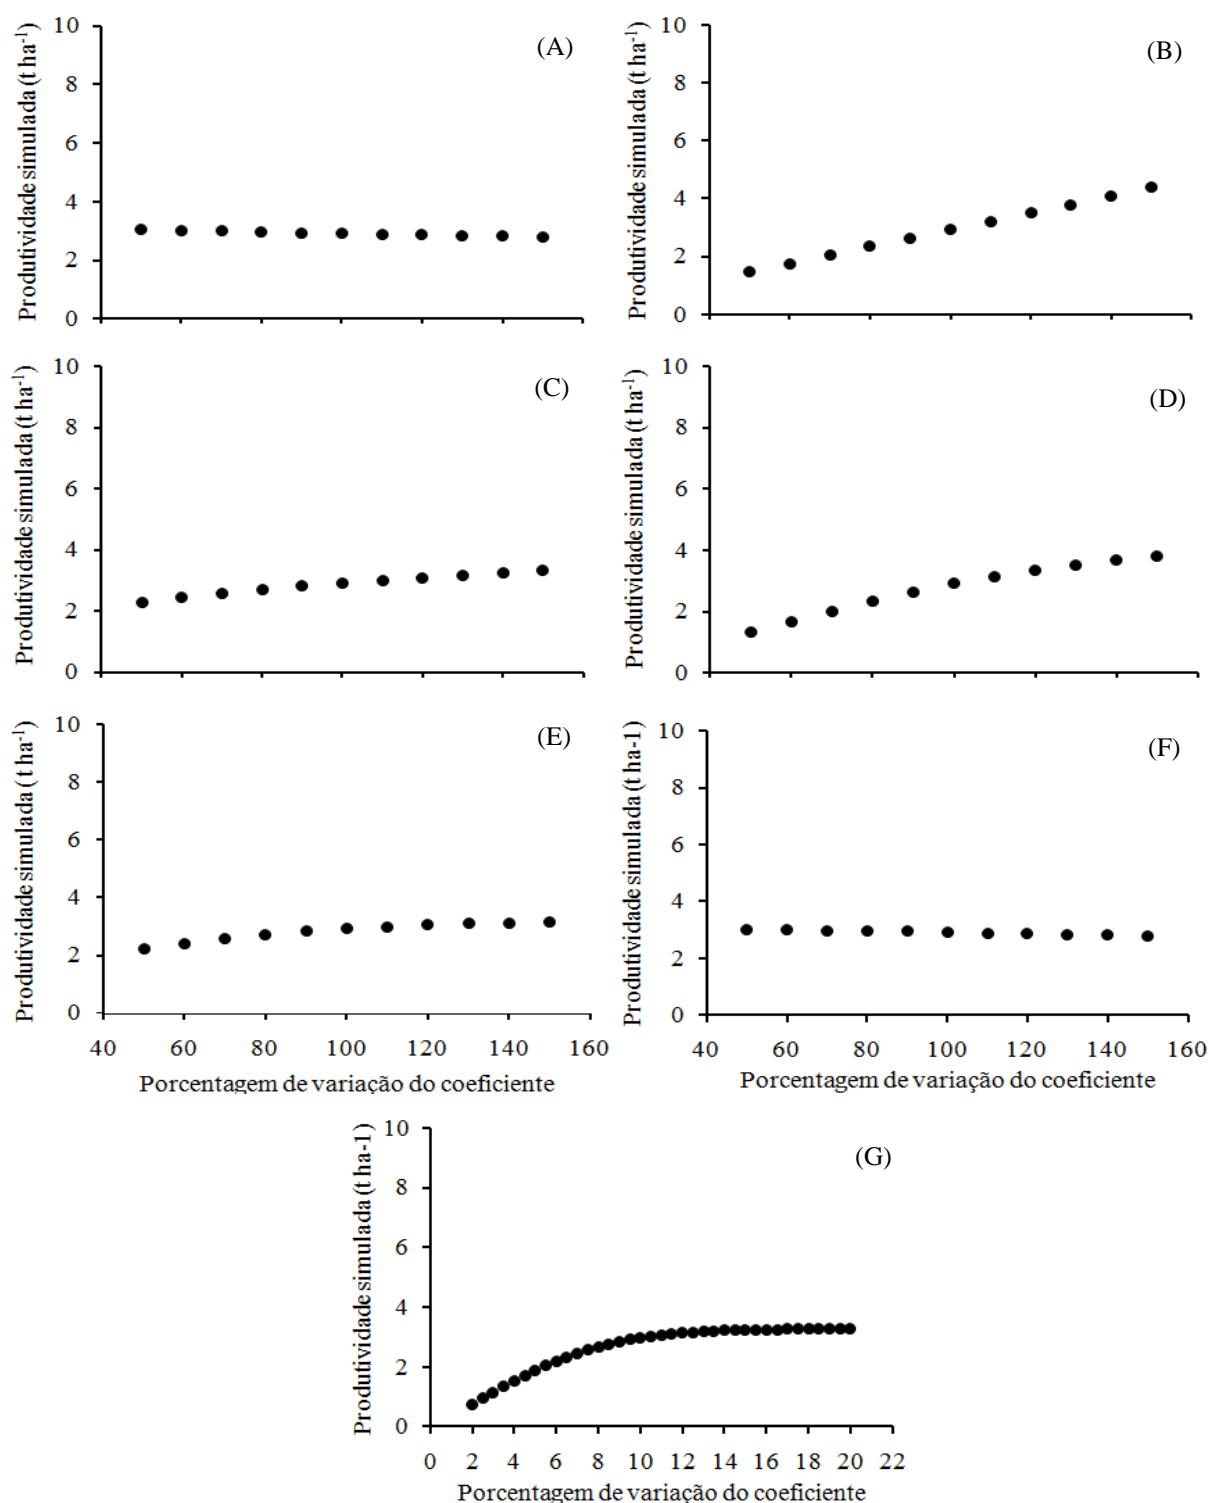 10
8
6
4
2
0
Produtividade simulada (t ha-1)
(A)
10
8
6
4
2
0
Produtividade simulada (t ha-1)
(B)
10
8
6
4
2
0
Produtividade simulada (t ha-1)
(C)
10
8
6
4
2
0
Produtividade simulada (t ha-1)
(D)
10
8
6
4
2
0
Produtividade simulada (t ha-1)
(E)
40 60 80 100 120 140 160
Porcentagem de variação do coeficiente
10
8
6
4
2
0
Produtividade simulada (t ha-1)
(F)
40 60 80 100 120 140 160
Porcentagem de variação do coeficiente
10
8
6
4
2
0
Produtividade simulada (t ha-1)
(G)
0 2 4 6 8 10 12 14 16 18 20 22
Porcentagem de variação do coeficiente